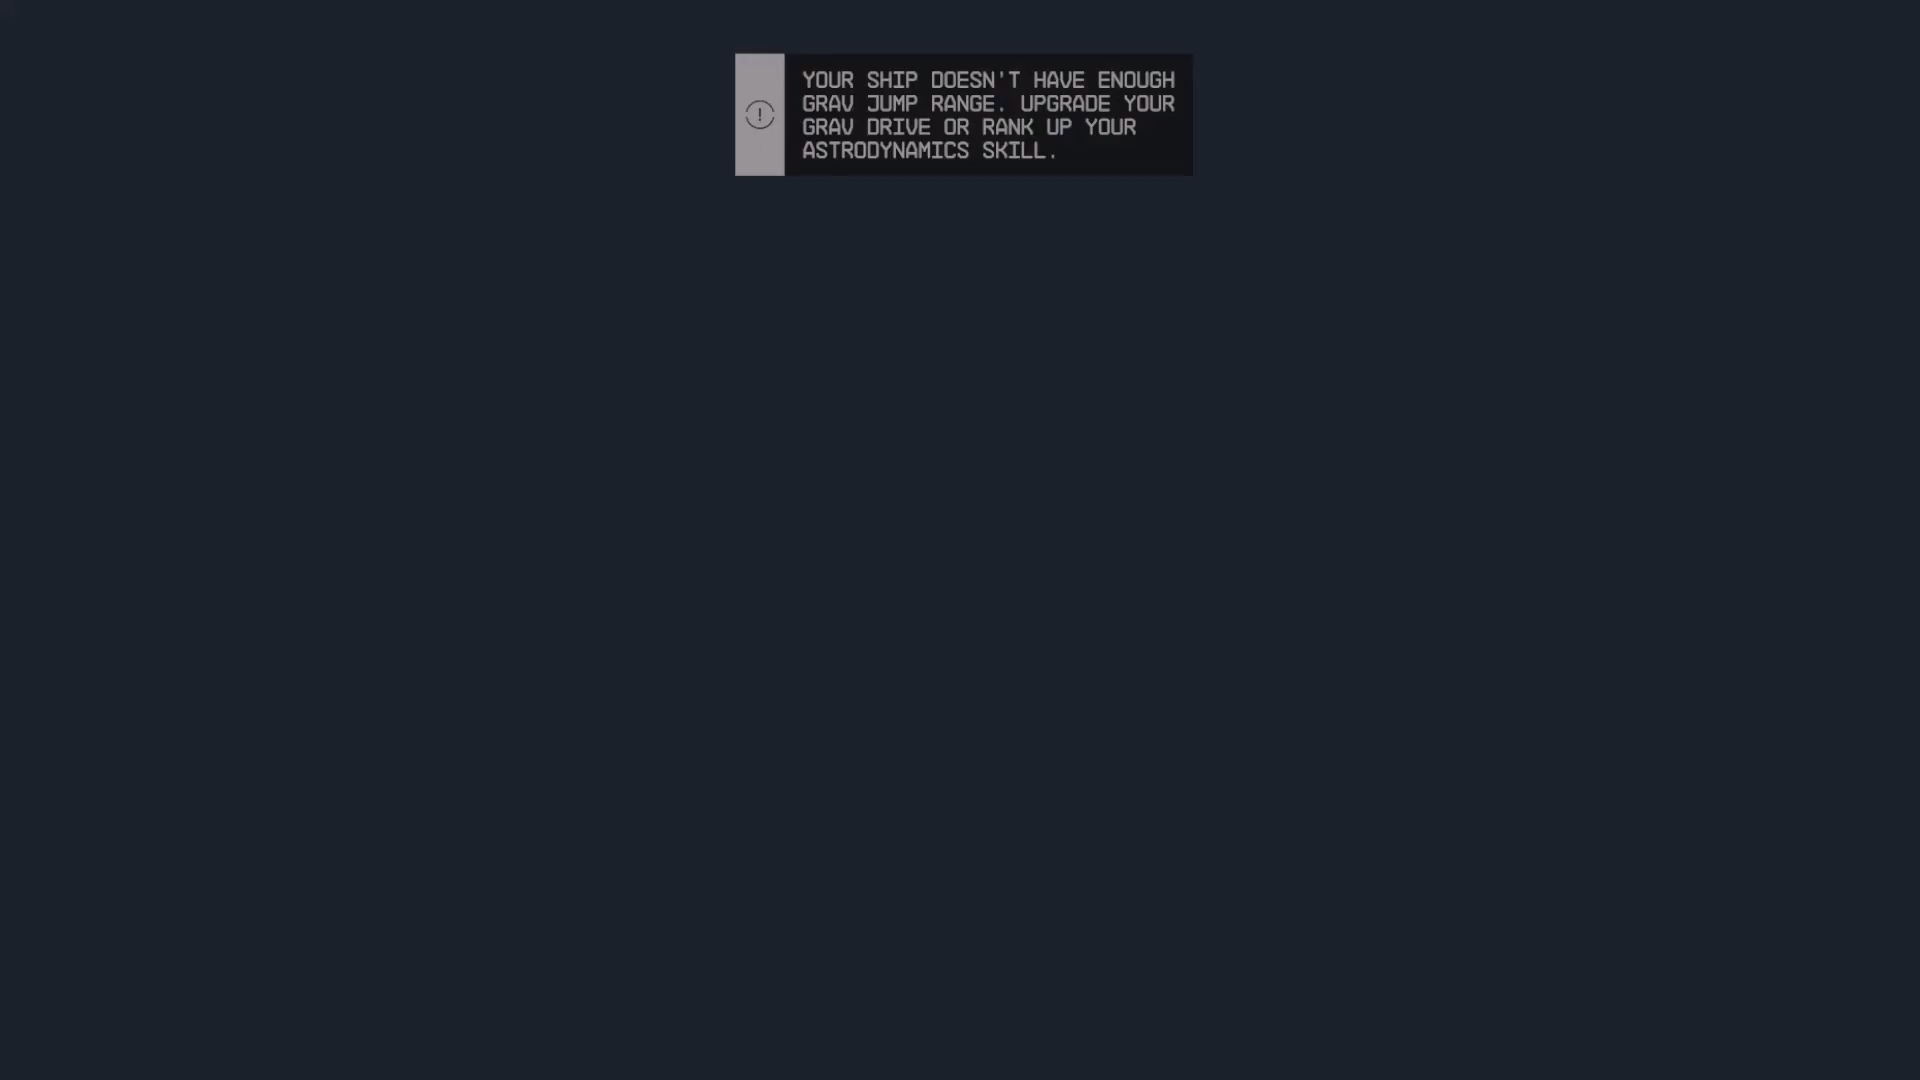 YOUR SHIP DOESN'T HAVE ENOUGH
GRAV JUMP RANGE. UPGRADE YOUR
GRAV DRIVE OR RANK UP YOUR
ASTRODYNAMICS SKILL.